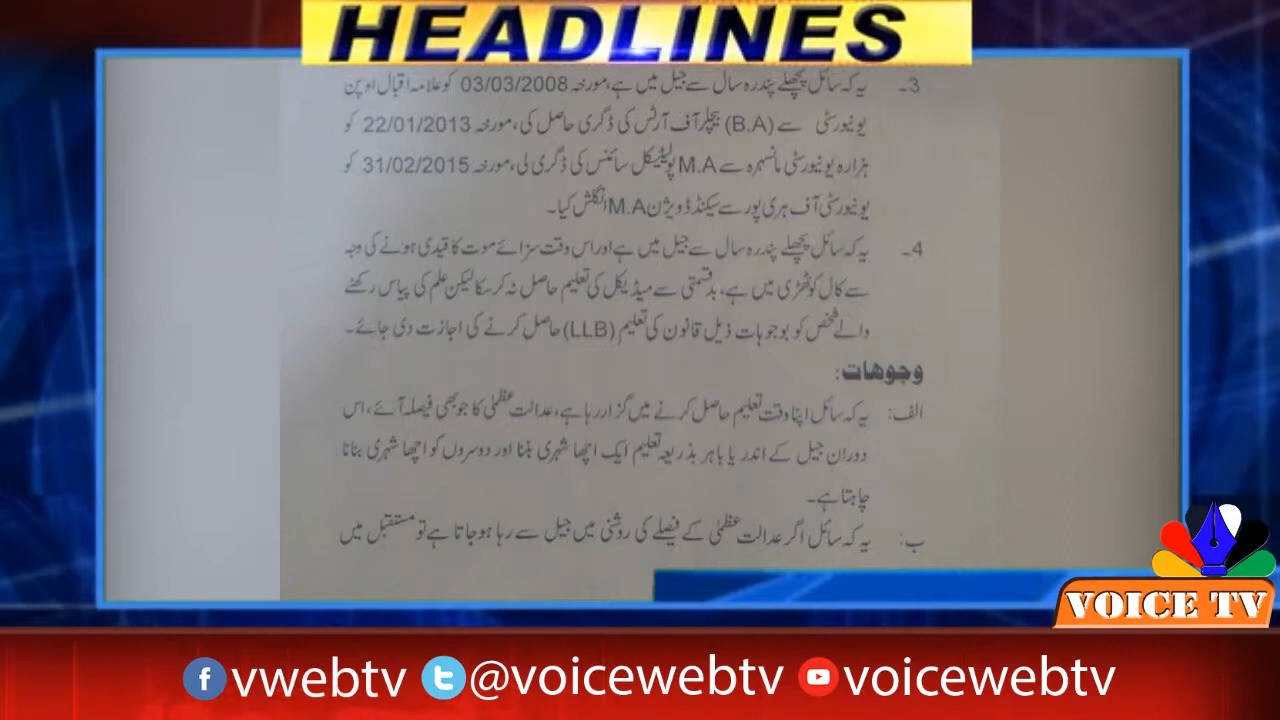 HEADLINES
3۔ یہ کہ سائل پچھلے پندرہ سال سے جیل میں ہے، مورخہ 03/03/2008 کو علامہ اقبال اوپن
یونیورسٹی سے (B.A) بیچلر آف آرٹس کی ڈگری حاصل کی، مورخہ 22/01/2013 کو
ہزارہ یونیورسٹی مانسہرہ سے M.A پولیٹیکل سائنس کی ڈگری لی، مورخہ 31/02/2015 کو
یونیورسٹی آف ہری پور سے سیکنڈ ڈویژن M.A انگلش کیا۔
4۔ یہ کہ سائل پچھلے پندرہ سال سے جیل میں ہے اور اس وقت سزائے موت کا قیدی ہونے کی وجہ
سے کال کوٹھڑی میں ہے، بدقسمتی سے میڈیکل کی تعلیم حاصل نہ کر سکا لیکن علم کی پیاس رکھنے
والے شخص کو بوجوہات ذیل قانون کی تعلیم (LLB) حاصل کرنے کی اجازت دی جائے۔
وجوهات:
الف: یہ کہ سائل اپنا وقت تعلیم حاصل کرنے میں گزار رہا ہے، عدالت عظمیٰ کا جو بھی فیصلہ آئے، اس
دوران جیل کے اندر یا باہر بذریعہ تعلیم ایک اچھا شہری بننا اور دوسروں کو اچھا شہری بنانا
چاہتا ہے۔
ب: یہ کہ سائل اگر عدالت عظمیٰ کے فیصلے کی روشنی میں جیل سے رہا ہو جاتا ہے تو مستقبل میں
VOICE TV
vwebtv @voicewebtv voicewebtv